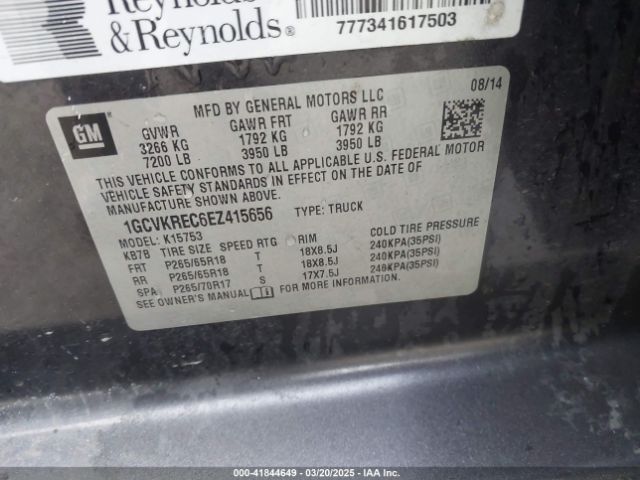 Reynolds
& Reynolds®
777341617503
GM
MFD BY GENERAL MOTORS LLC
08/14
GVWR GAWR FRT GAWR RR
3266 KG 1792 KG 1792 KG
7200 LB 3950 LB 3950 LB
THIS VEHICLE CONFORMS TO ALL APPLICABLE U.S. FEDERAL MOTOR
VEHICLE SAFETY STANDARDS IN EFFECT ON THE DATE OF
MANUFACTURE SHOWN ABOVE.
1GCVKREC6EZ415656 TYPE: TRUCK
MODEL: K15753
KB7B TIRE SIZE SPEED RTG RIM COLD TIRE PRESSURE
FRT P265/65R18 T 18X8.5J 240KPA(35PSI)
RR P265/65R18 T 18X8.5J 240KPA(35PSI)
SPA P265/70R17 S 17X7.5J 240KPA(35PSI)
SEE OWNER'S MANUAL FOR MORE INFORMATION.
000-41844649 — 03/20/2025 — IAA Inc.